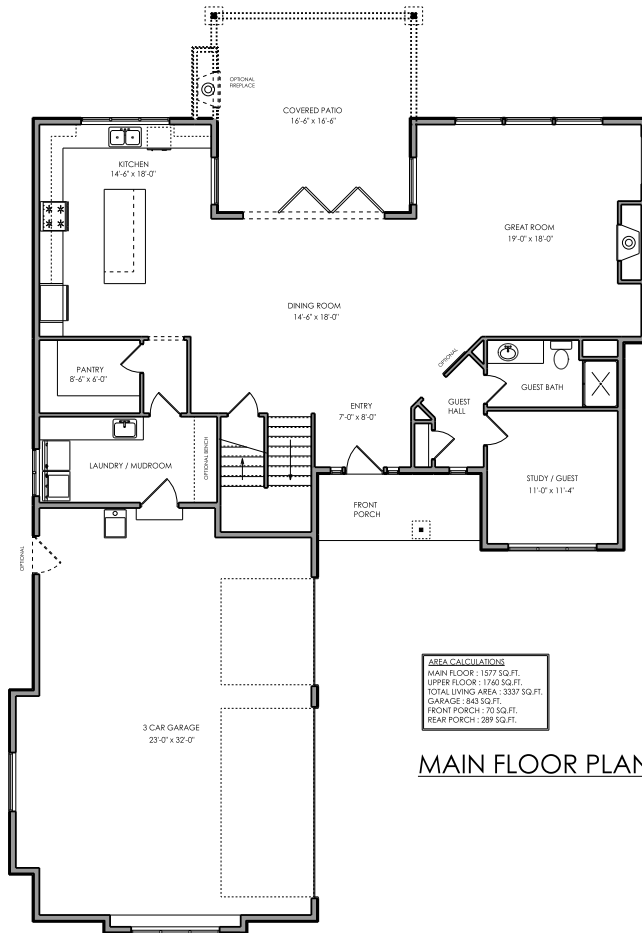 OPTIONAL
FIREPLACE
COVERED PATIO
16'-6" x 16'-6"
KITCHEN
14'-6" x 18'-0"
GREAT ROOM
19'-0" x 18'-0"
DINING ROOM
14'-6" x 18'-0"
OPTIONAL
PANTRY
8'-6" x 6'-0"
GUEST BATH
ENTRY
7'-0" x 8'-0"
GUEST
HALL
LAUNDRY / MUDROOM
OPTIONAL BENCH
STUDY / GUEST
11'-0" x 11'-4"
FRONT
PORCH
OPTIONAL
AREA CALCULATIONS
MAIN FLOOR : 1577 SQ.FT.
UPPER FLOOR : 1760 SQ.FT.
TOTAL LIVING AREA : 3337 SQ.FT.
GARAGE : 843 SQ.FT.
FRONT PORCH : 70 SQ.FT.
REAR PORCH : 289 SQ.FT.
3 CAR GARAGE
23'-0" x 32'-0"
MAIN FLOOR PLAN